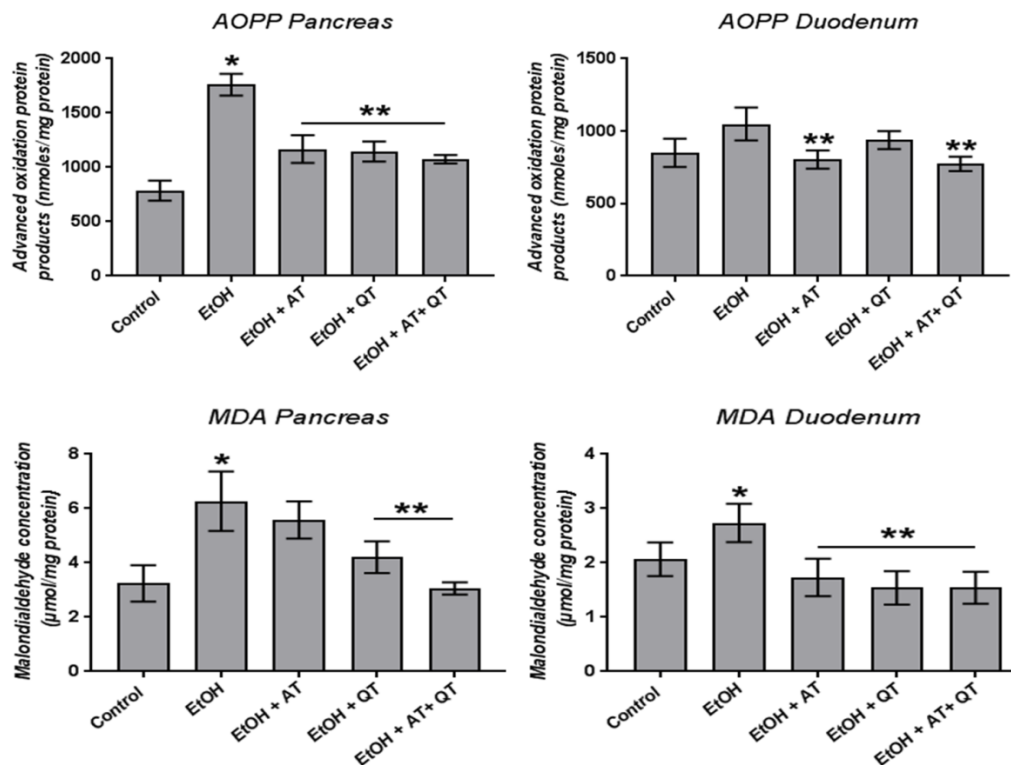 AOPP Pancreas
Advanced oxidation protein
products (nmoles/mg protein)
2000
1500
1000
500
0
*
**
Control
EtOH
EtOH + AT
EtOH + QT
EtOH + AT+ QT
AOPP Duodenum
Advanced oxidation protein
products (nmoles/mg protein)
1500
1000
500
0
**
**
Control
EtOH
EtOH + AT
EtOH + QT
EtOH + AT+ QT
MDA Pancreas
Malondialdehyde concentration
(µmol/mg protein)
8
6
4
2
0
*
**
Control
EtOH
EtOH + AT
EtOH + QT
EtOH + AT+ QT
MDA Duodenum
Malondialdehyde concentration
(µmol/mg protein)
4
3
2
1
0
*
**
Control
EtOH
EtOH + AT
EtOH + QT
EtOH + AT+ QT